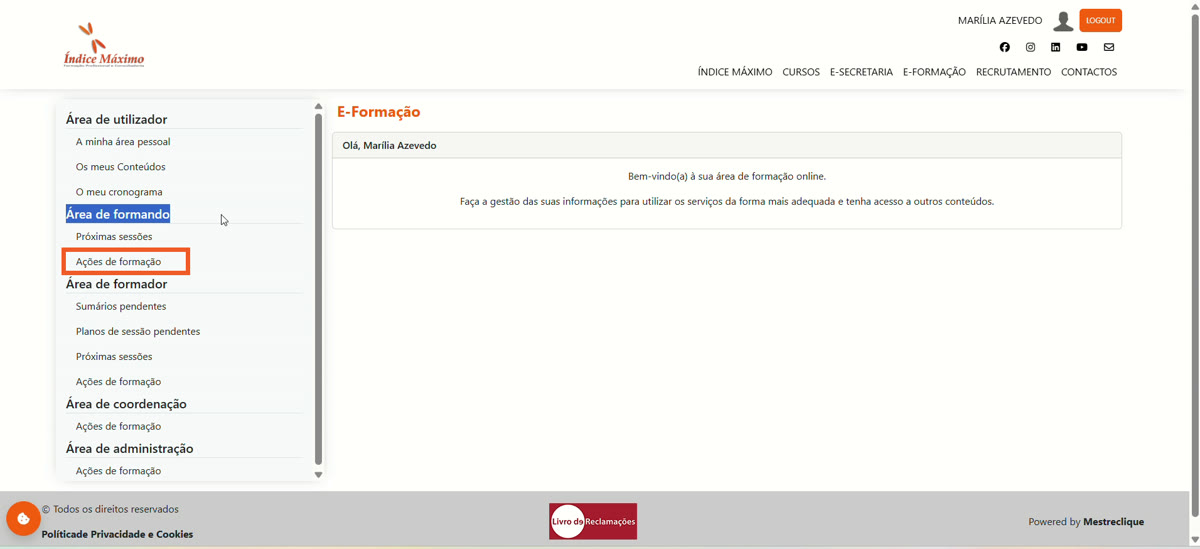 MARÍLIA AZEVEDO
LOGOUT
Índice Máximo
ÍNDICE MÁXIMO CURSOS E-SECRETARIA E-FORMAÇÃO RECRUTAMENTO CONTACTOS
Área de utilizador
A minha área pessoal
Os meus Conteúdos
O meu cronograma
Área de formando
Próximas sessões
Ações de formação
Área de formador
Sumários pendentes
Planos de sessão pendentes
Próximas sessões
Ações de formação
Área de coordenação
Ações de formação
Área de administração
Ações de formação
E-Formação
Olá, Marília Azevedo
Bem-vindo(a) à sua área de formação online.
Faça a gestão das suas informações para utilizar os serviços da forma mais adequada e tenha acesso a outros conteúdos.
© Todos os direitos reservados
Políticade Privacidade e Cookies
Livro de Reclamações
Powered by Mestreclique